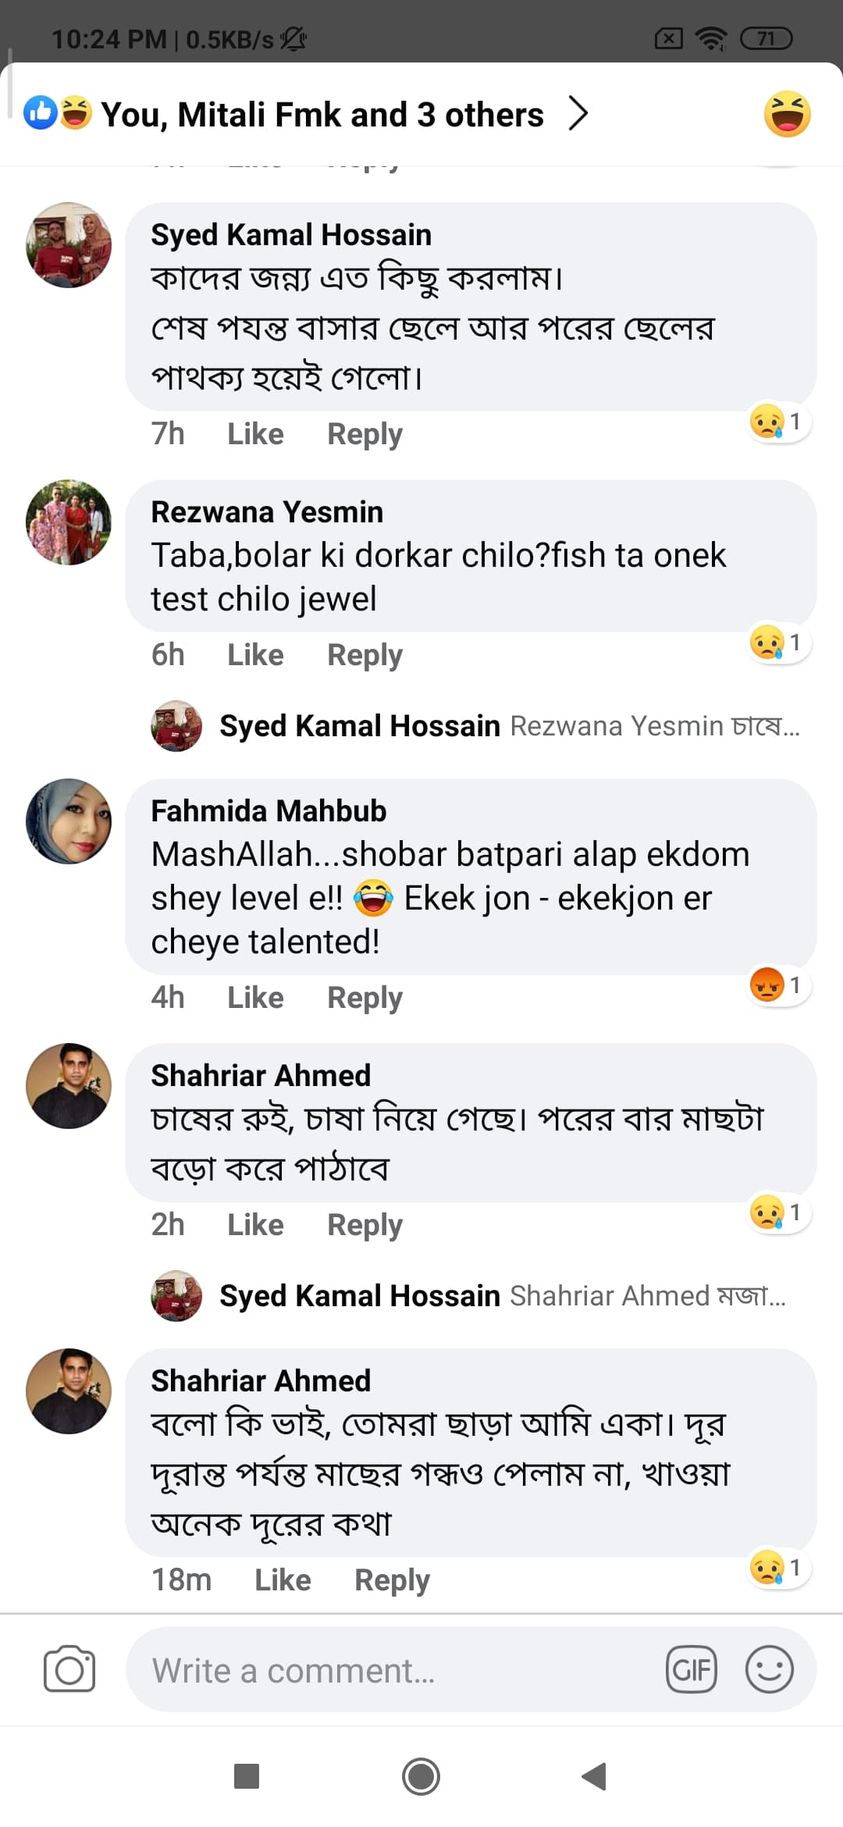 10:24 PM | 0.5KB/s
71
You, Mitali Fmk and 3 others
Syed Kamal Hossain
কাদের জন্ন্য এত কিছু করলাম।
শেষ পযন্ত বাসার ছেলে আর পরের ছেলের
পাথক্য হয়েই গেলো।
7h Like Reply
1
Rezwana Yesmin
Taba,bolar ki dorkar chilo?fish ta onek
test chilo jewel
6h Like Reply
1
Syed Kamal Hossain Rezwana Yesmin চাষে...
Fahmida Mahbub
MashAllah...shobar batpari alap ekdom
shey level e!! 😂 Ekek jon - ekekjon er
cheye talented!
4h Like Reply
1
Shahriar Ahmed
চাষের রুই, চাষা নিয়ে গেছে। পরের বার মাছটা
বড়ো করে পাঠাবে
2h Like Reply
1
Syed Kamal Hossain Shahriar Ahmed মজা...
Shahriar Ahmed
বলো কি ভাই, তোমরা ছাড়া আমি একা। দূর
দূরান্ত পর্যন্ত মাছের গন্ধও পেলাম না, খাওয়া
অনেক দূরের কথা
18m Like Reply
1
Write a comment...
GIF